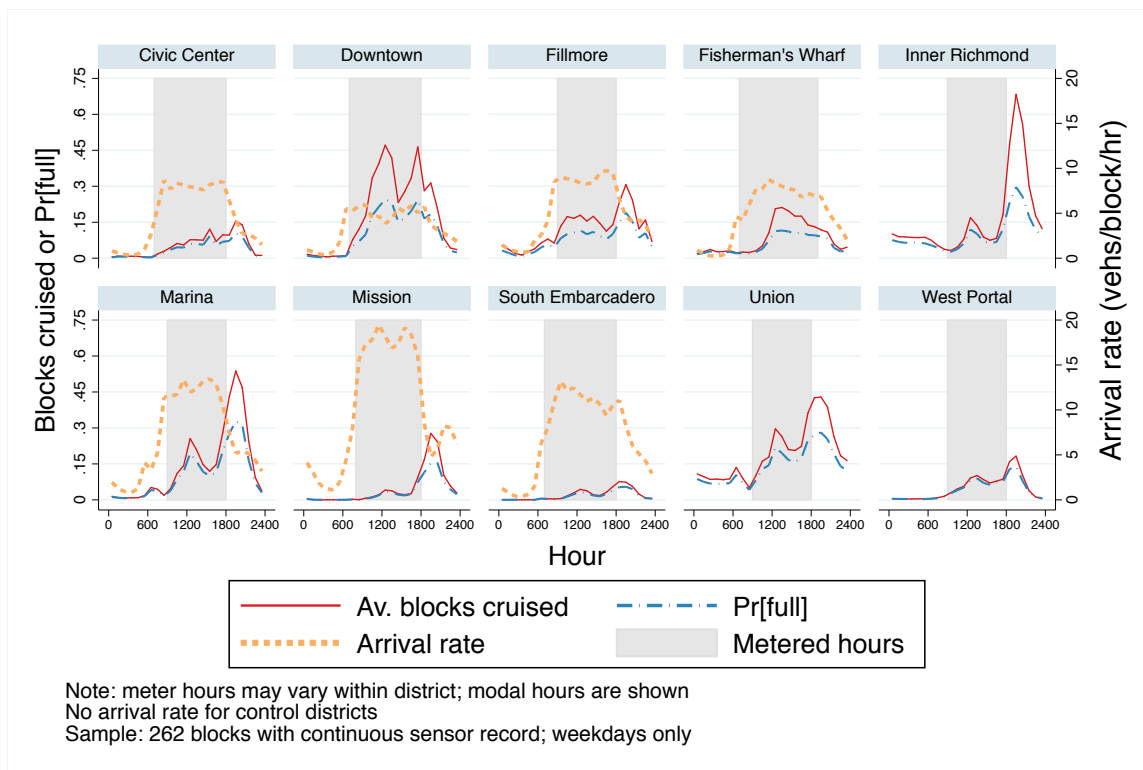 Civic Center Downtown Fillmore Fisherman's Wharf Inner Richmond
0 .15 .3 .45 .6 .75
0 5 10 15 20
Marina Mission South Embarcadero Union West Portal
0 .15 .3 .45 .6 .75
0 5 10 15 20
0 600 1200 1800 2400 0 600 1200 1800 2400 0 600 1200 1800 2400 0 600 1200 1800 2400 0 600 1200 1800 2400
Blocks cruised or Pr[full]
Arrival rate (vehs/block/hr)
Hour
Av. blocks cruised Pr[full]
Arrival rate Metered hours
Note: meter hours may vary within district; modal hours are shown
No arrival rate for control districts
Sample: 262 blocks with continuous sensor record; weekdays only